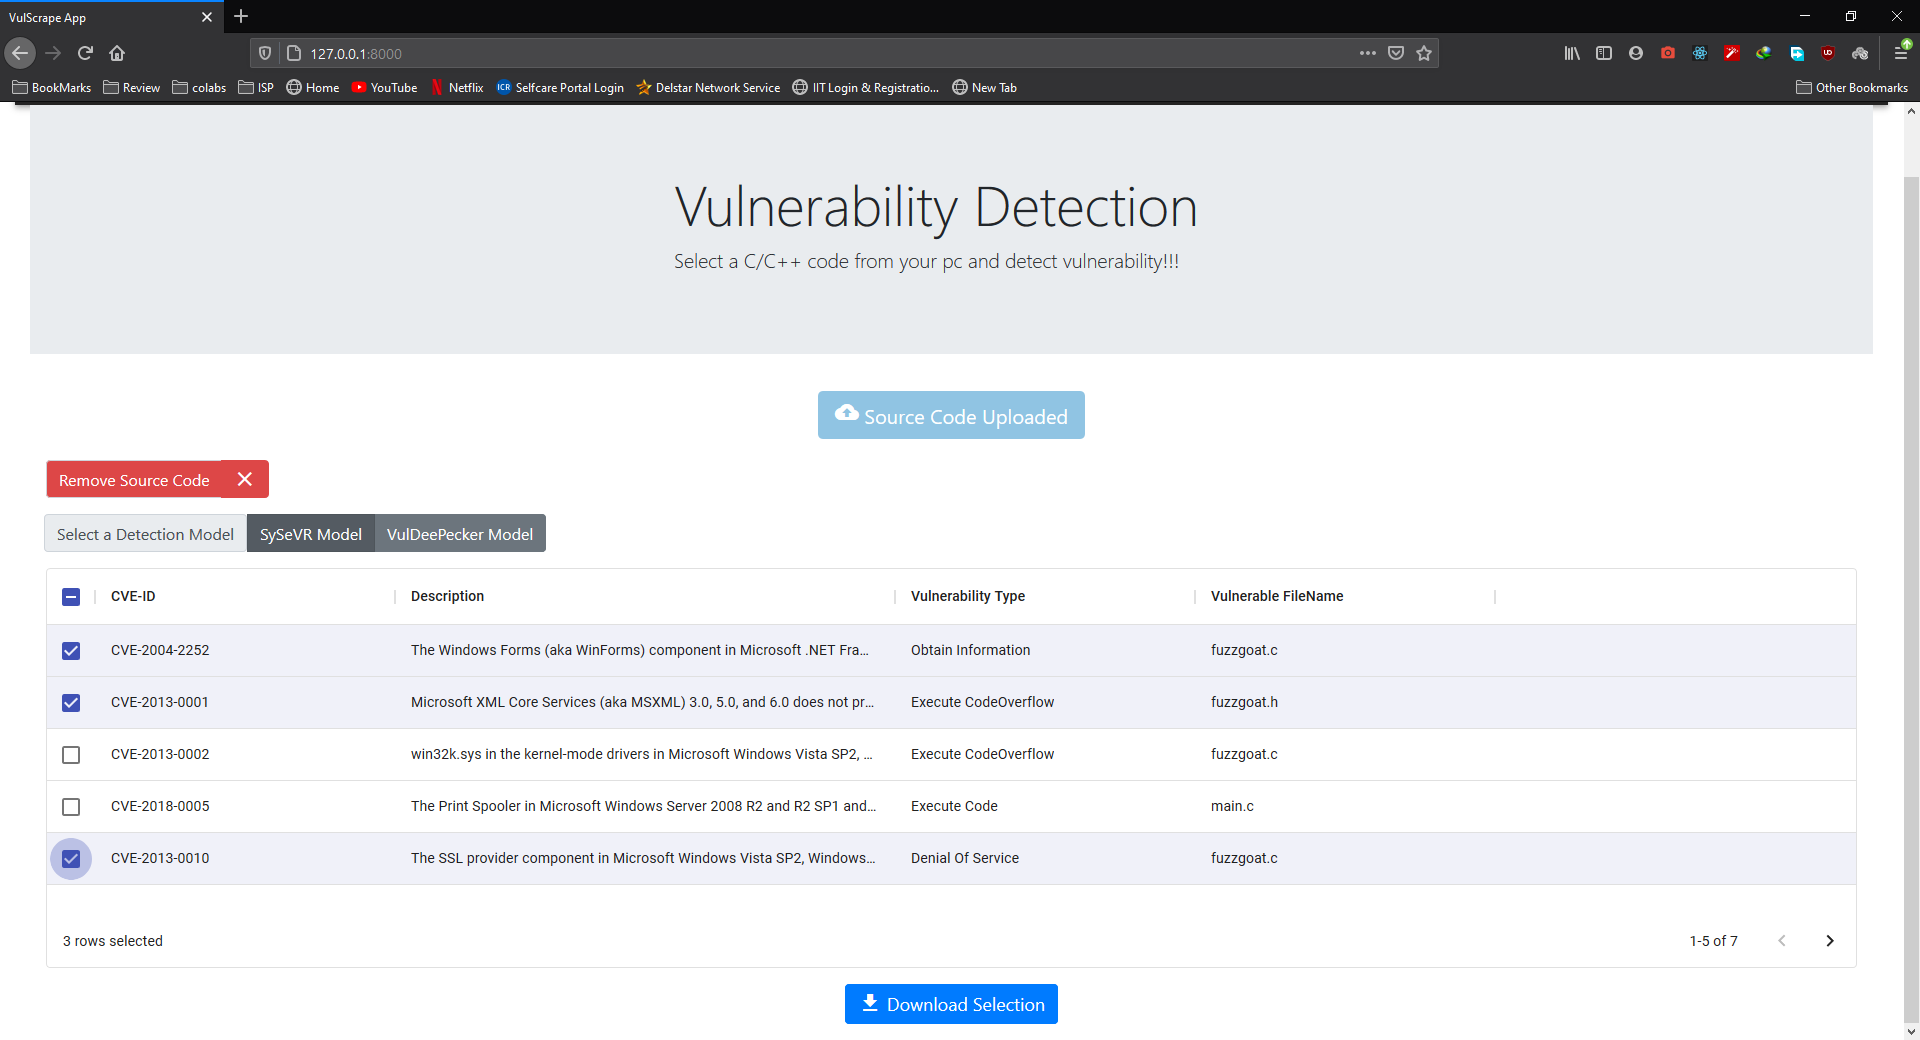 VulScrape App
127.0.0.1:8000
BookMarks Review colabs ISP Home YouTube Netflix ICR Selfcare Portal Login Delstar Network Service IIT Login & Registratio... New Tab Other Bookmarks
Vulnerability Detection
Select a C/C++ code from your pc and detect vulnerability!!!
Source Code Uploaded
Remove Source Code
Select a Detection Model SySeVR Model VulDeePecker Model
CVE-ID Description Vulnerability Type Vulnerable FileName
CVE-2004-2252 The Windows Forms (aka WinForms) component in Microsoft .NET Fra... Obtain Information fuzzgoat.c
CVE-2013-0001 Microsoft XML Core Services (aka MSXML) 3.0, 5.0, and 6.0 does not pr... Execute CodeOverflow fuzzgoat.h
CVE-2013-0002 win32k.sys in the kernel-mode drivers in Microsoft Windows Vista SP2, ... Execute CodeOverflow fuzzgoat.c
CVE-2018-0005 The Print Spooler in Microsoft Windows Server 2008 R2 and R2 SP1 and... Execute Code main.c
CVE-2013-0010 The SSL provider component in Microsoft Windows Vista SP2, Windows... Denial Of Service fuzzgoat.c
3 rows selected 1-5 of 7
Download Selection